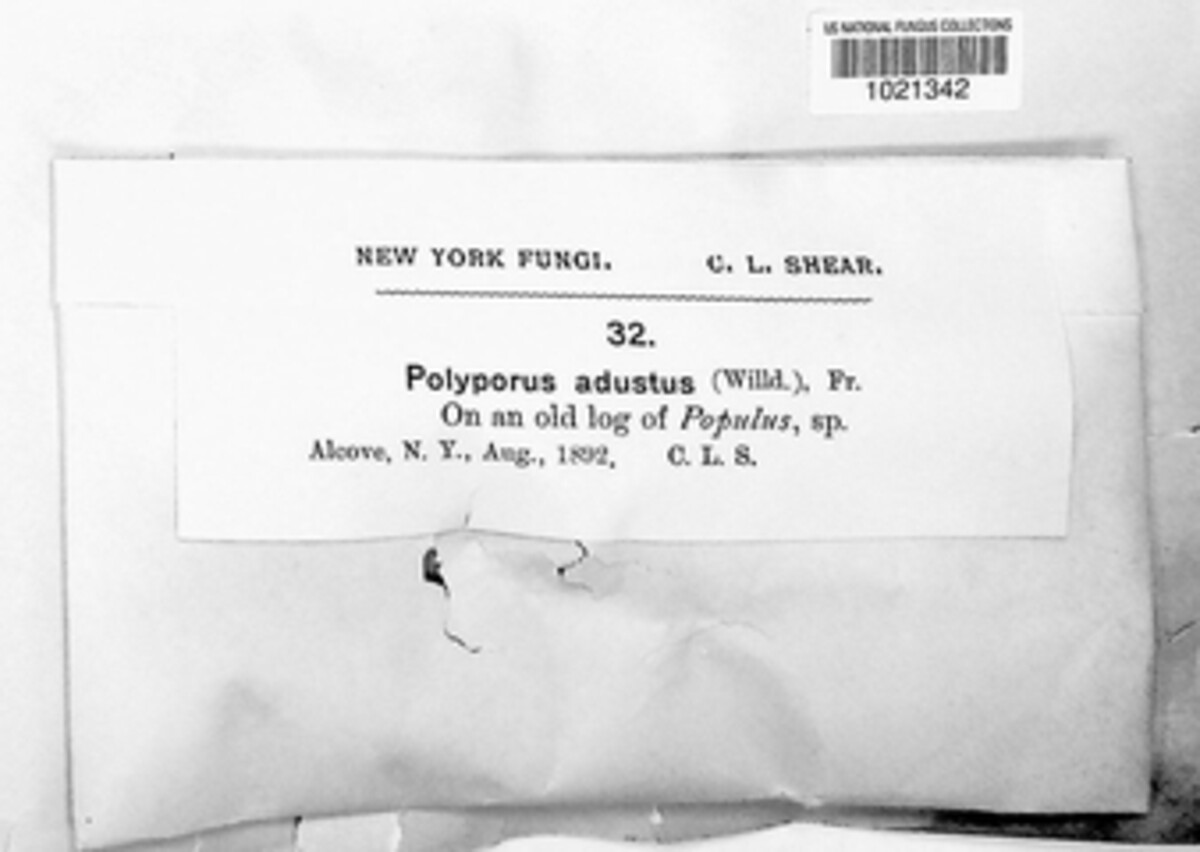 US NATIONAL FUNGUS COLLECTIONS
1021342
NEW YORK FUNGI. C. L. SHEAR.
32.
Polyporus adustus (Willd.), Fr.
On an old log of Populus, sp.
Alcove, N. Y., Aug., 1892, C. L. S.